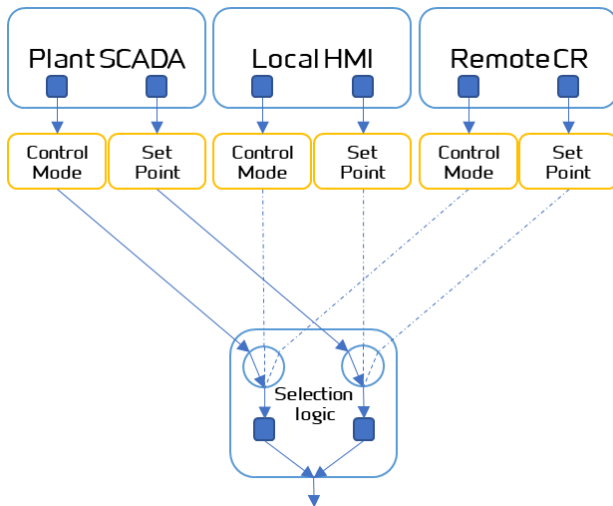 Plant SCADA
Local HMI
Remote CR
Control
Mode
Set
Point
Control
Mode
Set
Point
Control
Mode
Set
Point
Selection
logic